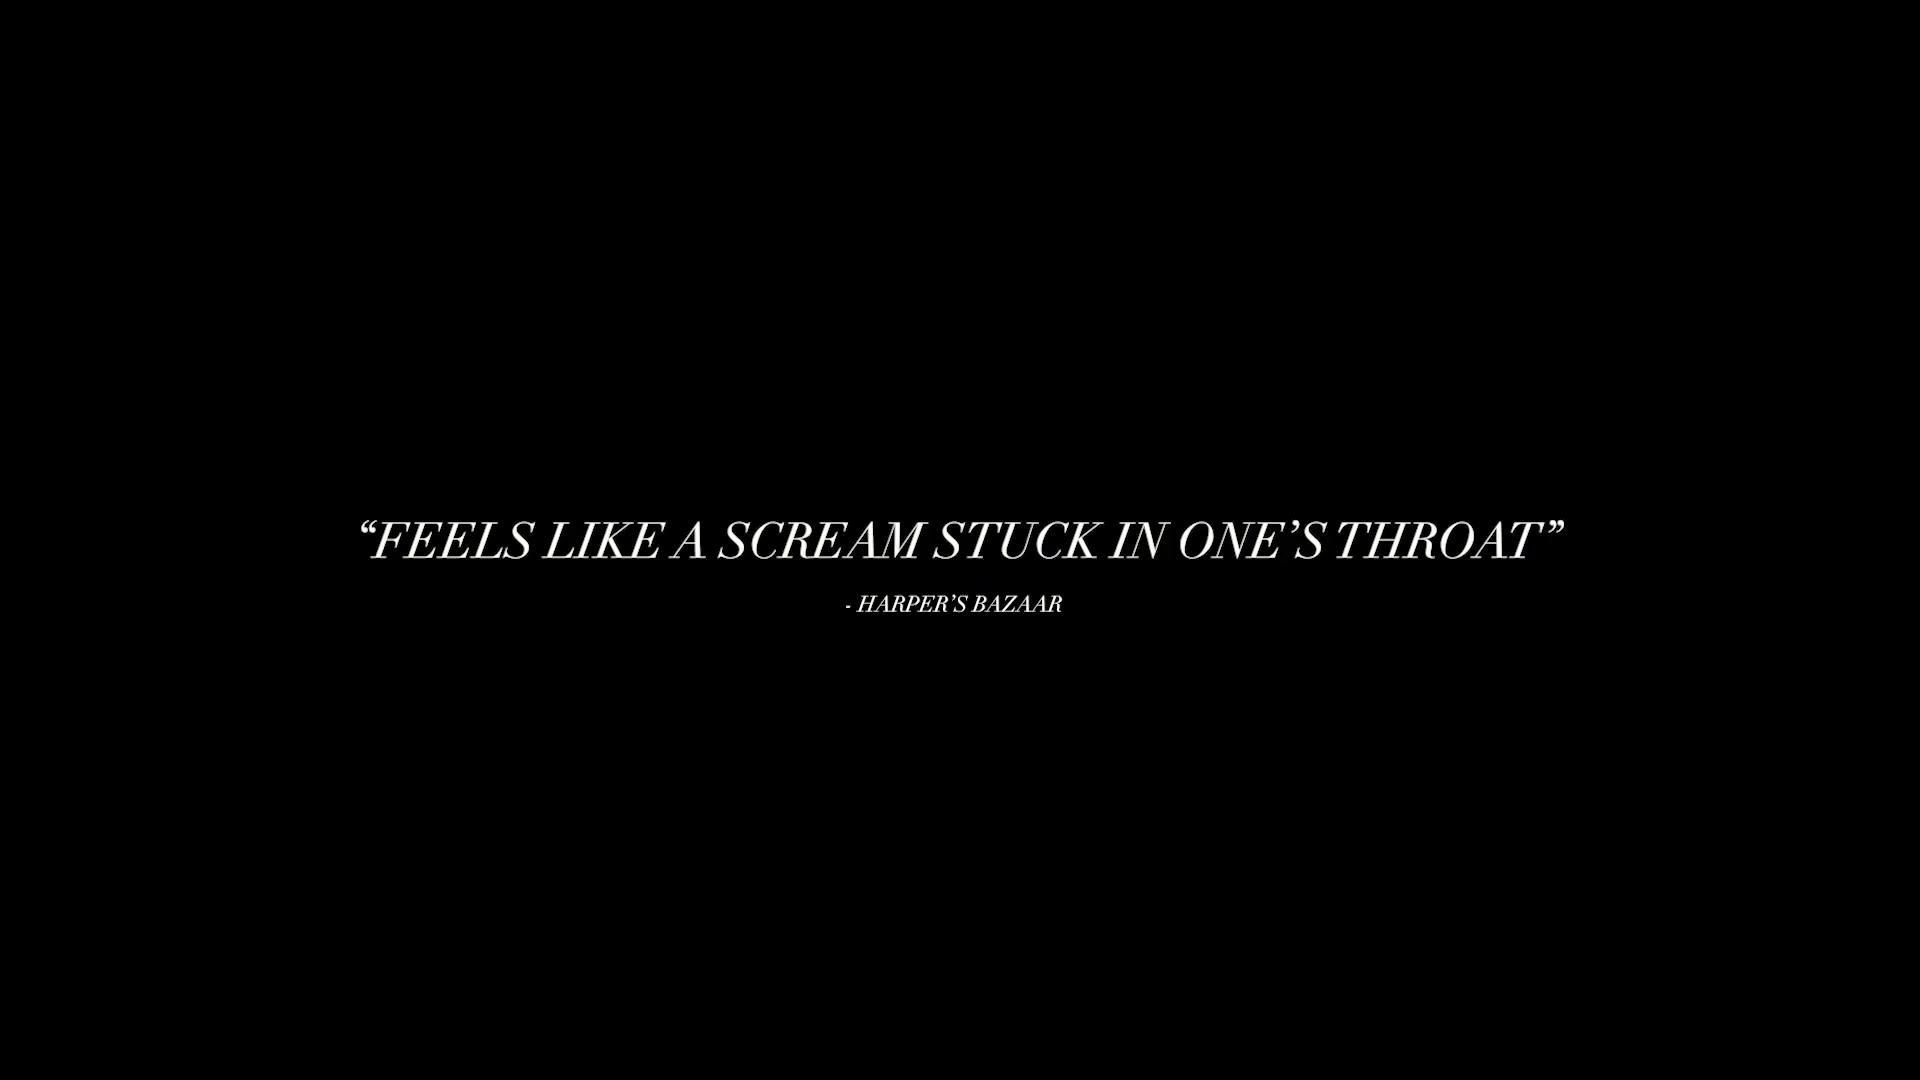 “FEELS LIKE A SCREAM STUCK IN ONE’S THROAT”
- HARPER’S BAZAAR